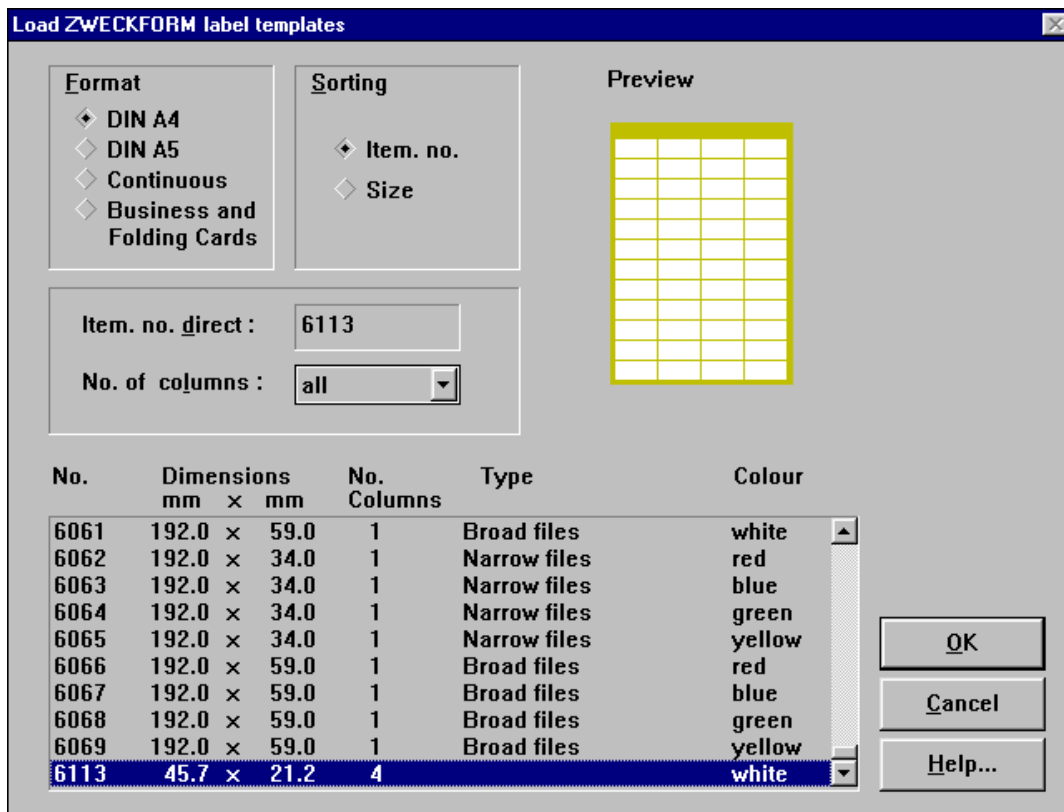 Load ZWECKFORM label templates
Format
DIN A4
DIN A5
Continuous
Business and
Folding Cards
Sorting
Item. no.
Size
Preview
Item. no. direct : 6113
No. of columns : all
No. Dimensions No. Type Colour
mm × mm Columns
6061 192.0 × 59.0 1 Broad files white
6062 192.0 × 34.0 1 Narrow files red
6063 192.0 × 34.0 1 Narrow files blue
6064 192.0 × 34.0 1 Narrow files green
6065 192.0 × 34.0 1 Narrow files yellow
6066 192.0 × 59.0 1 Broad files red
6067 192.0 × 59.0 1 Broad files blue
6068 192.0 × 59.0 1 Broad files green
6069 192.0 × 59.0 1 Broad files yellow
6113 45.7 × 21.2 4 white
OK
Cancel
Help...